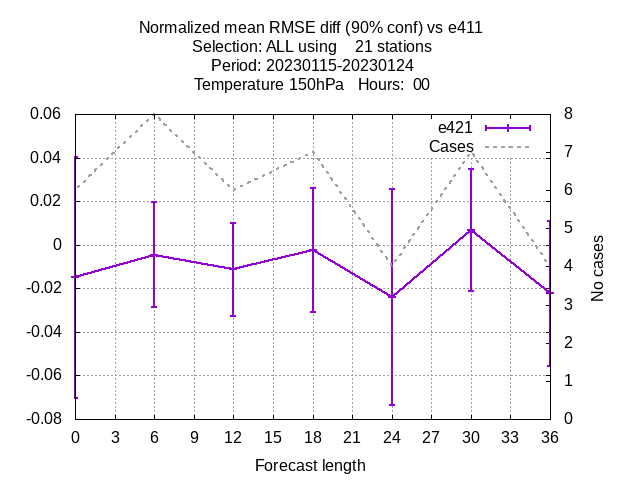 Normalized mean RMSE diff (90% conf) vs e411
Selection: ALL using    21 stations
Period: 20230115-20230124
Temperature 150hPa   Hours:  00
e421
Cases
0.06
0.04
0.02
0
-0.02
-0.04
-0.06
-0.08
8
7
6
5
4
3
2
1
0
No cases
0 3 6 9 12 15 18 21 24 27 30 33 36
Forecast length